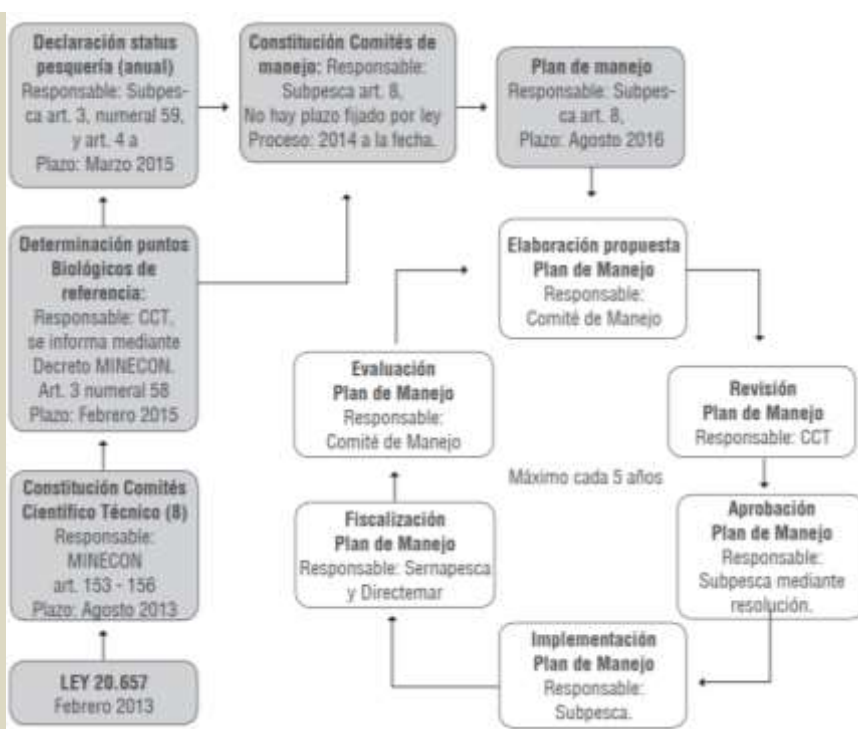 Declaración status
pesquería (anual)
Responsable: Subpes-
ca art. 3, numeral 59,
y art. 4 a
Plazo: Marzo 2015
Constitución Comités de
manejo: Responsable:
Subpesca art. 8,
No hay plazo fijado por ley
Proceso: 2014 a la fecha.
Plan de manejo
Responsable: Subpes-
ca art. 8,
Plazo: Agosto 2016
Determinación puntos
Biológicos de
referencia:
Responsable: CCT,
se informa mediante
Decreto MINECON.
Art. 3 numeral 58
Plazo: Febrero 2015
Elaboración propuesta
Plan de Manejo
Responsable:
Comité de Manejo
Evaluación
Plan de Manejo
Responsable:
Comité de Manejo
Revisión
Plan de Manejo
Responsable: CCT
Máximo cada 5 años
Constitución Comités
Científico Técnico (8)
Responsable:
MINECON
art. 153 - 156
Plazo: Agosto 2013
Fiscalización
Plan de Manejo
Responsable: Sernapesca
y Directemar
Aprobación
Plan de Manejo
Responsable:
Subpesca mediante
resolución.
Implementación
Plan de Manejo
Responsable:
Subpesca.
LEY 20.657
Febrero 2013